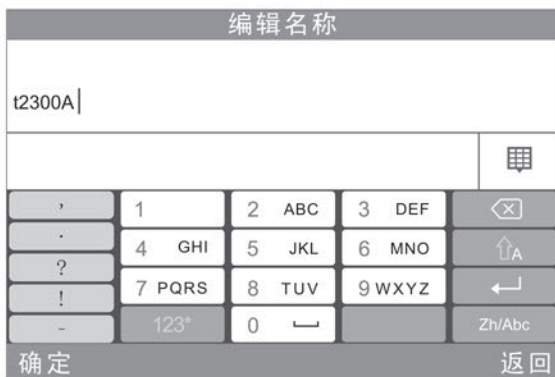 编辑名称
t2300A
,
1
2 ABC
3 DEF
.
4 GHI
5 JKL
6 MNO
A
?
7 PQRS
8 TUV
9 WXYZ
!
-
123*
0
Zh/Abc
确定
返回